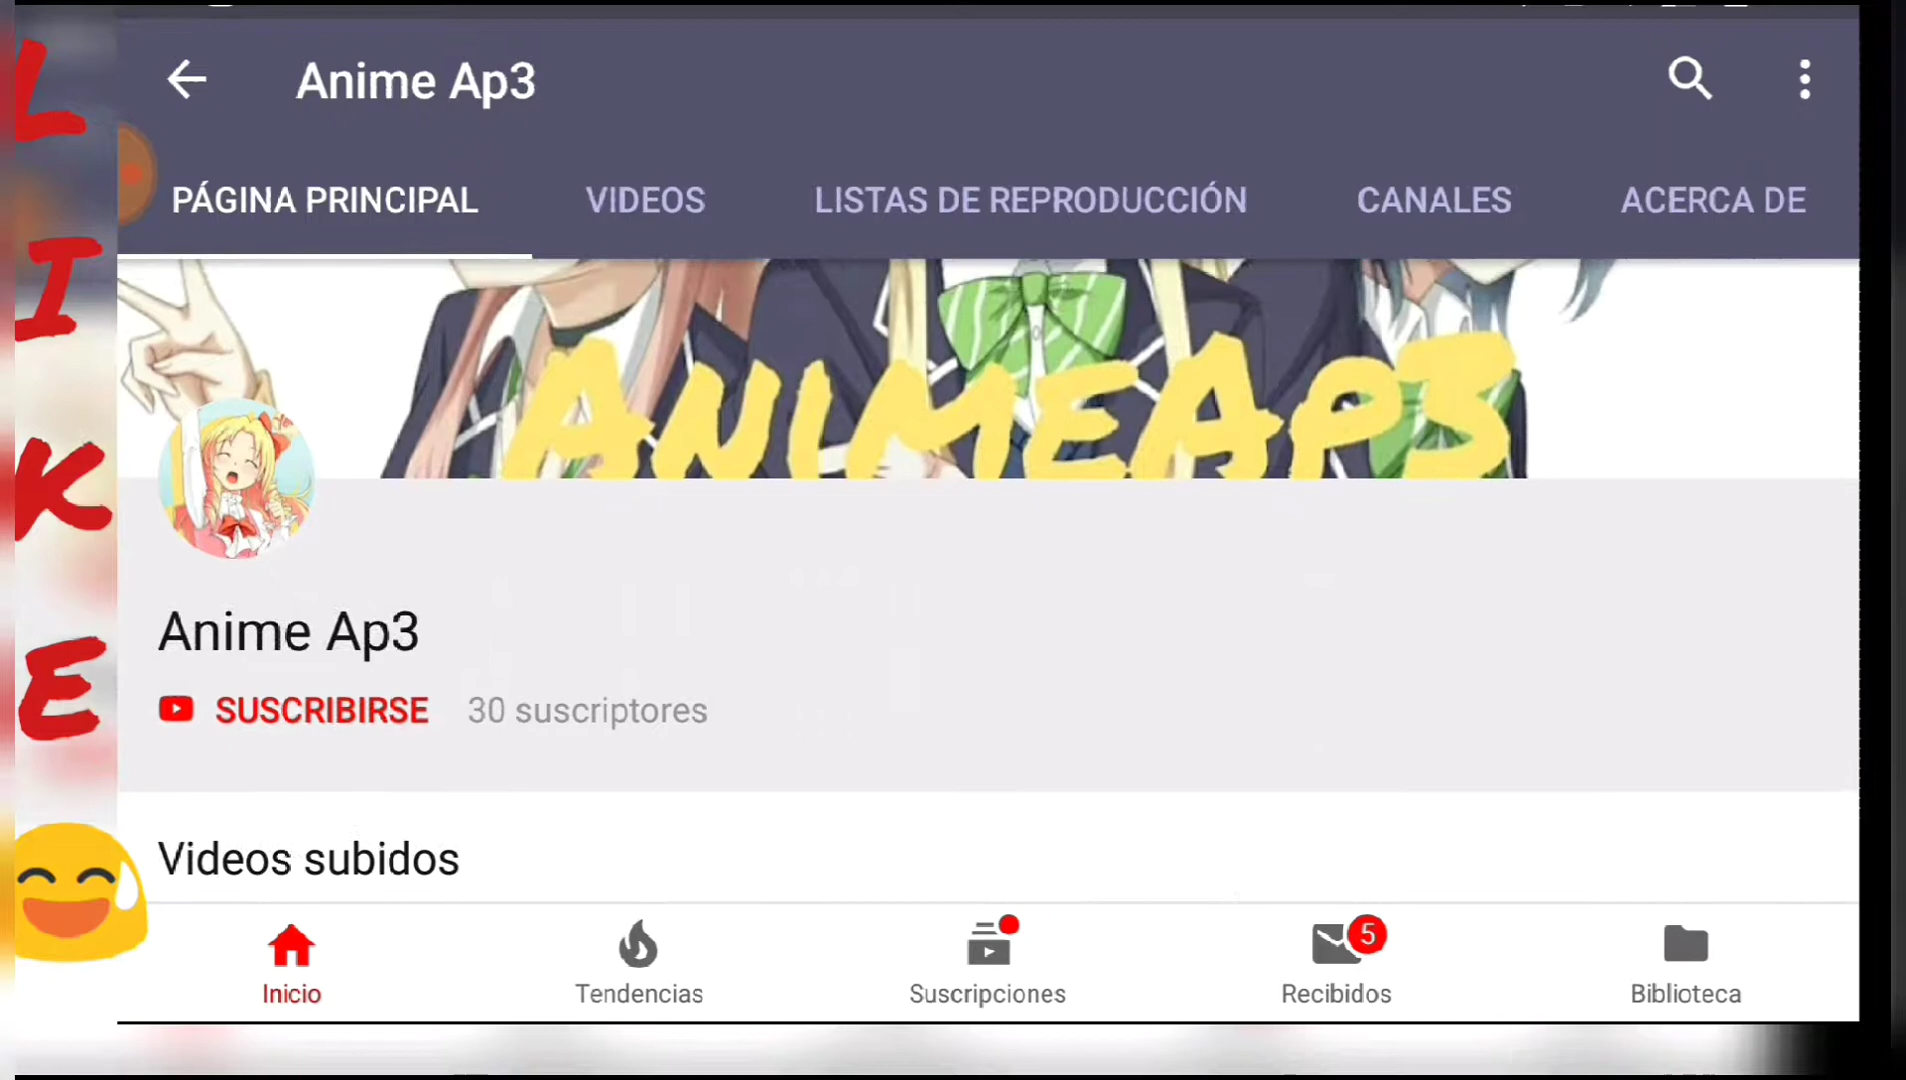 LIKE
Anime Ap3
PÁGINA PRINCIPAL
VIDEOS
LISTAS DE REPRODUCCIÓN
CANALES
ACERCA DE
AnimeAp3
Anime Ap3
SUSCRIBIRSE 30 suscriptores
Videos subidos
5
Inicio
Tendencias
Suscripciones
Recibidos
Biblioteca